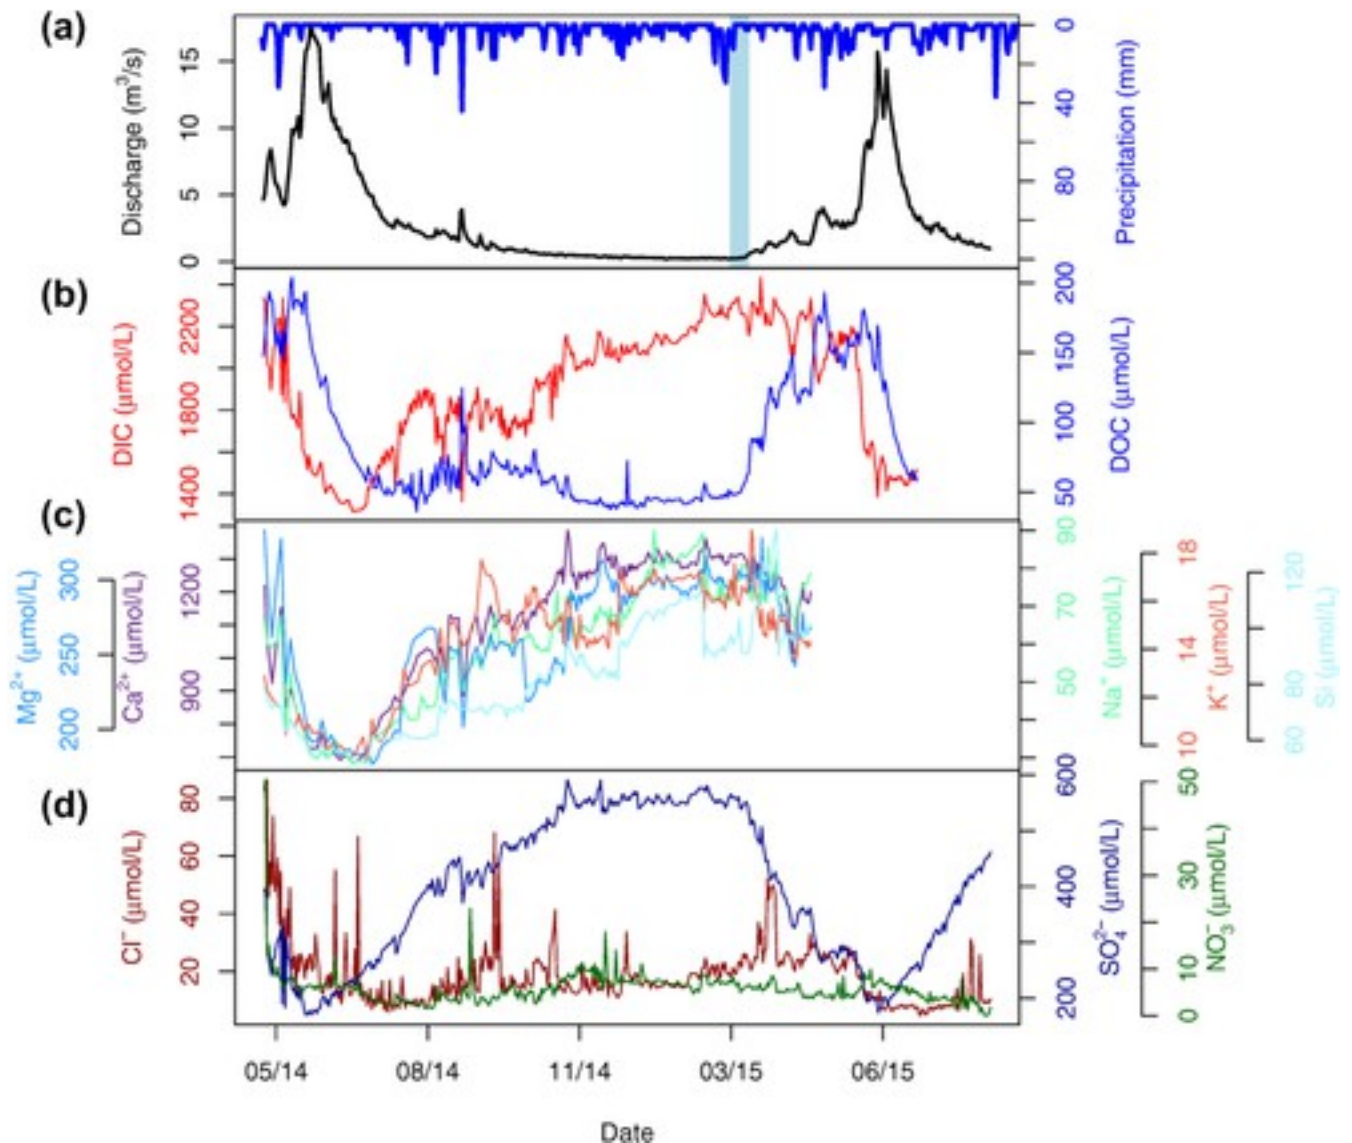 (a)
Discharge (m³/s)
15
10
5
0
0
40
80
Precipitation (mm)
(b)
DIC (μmol/L)
2200
1800
1400
200
150
100
50
DOC (μmol/L)
(c)
Mg²⁺ (μmol/L)
300
250
200
Ca²⁺ (μmol/L)
1200
900
90
70
50
Na⁺ (μmol/L)
18
14
10
K⁺ (μmol/L)
120
80
60
Si (μmol/L)
(d)
Cl⁻ (μmol/L)
80
60
40
20
600
400
200
SO₄²⁻ (μmol/L)
50
30
10
0
NO₃⁻ (μmol/L)
05/14
08/14
11/14
03/15
06/15
Date